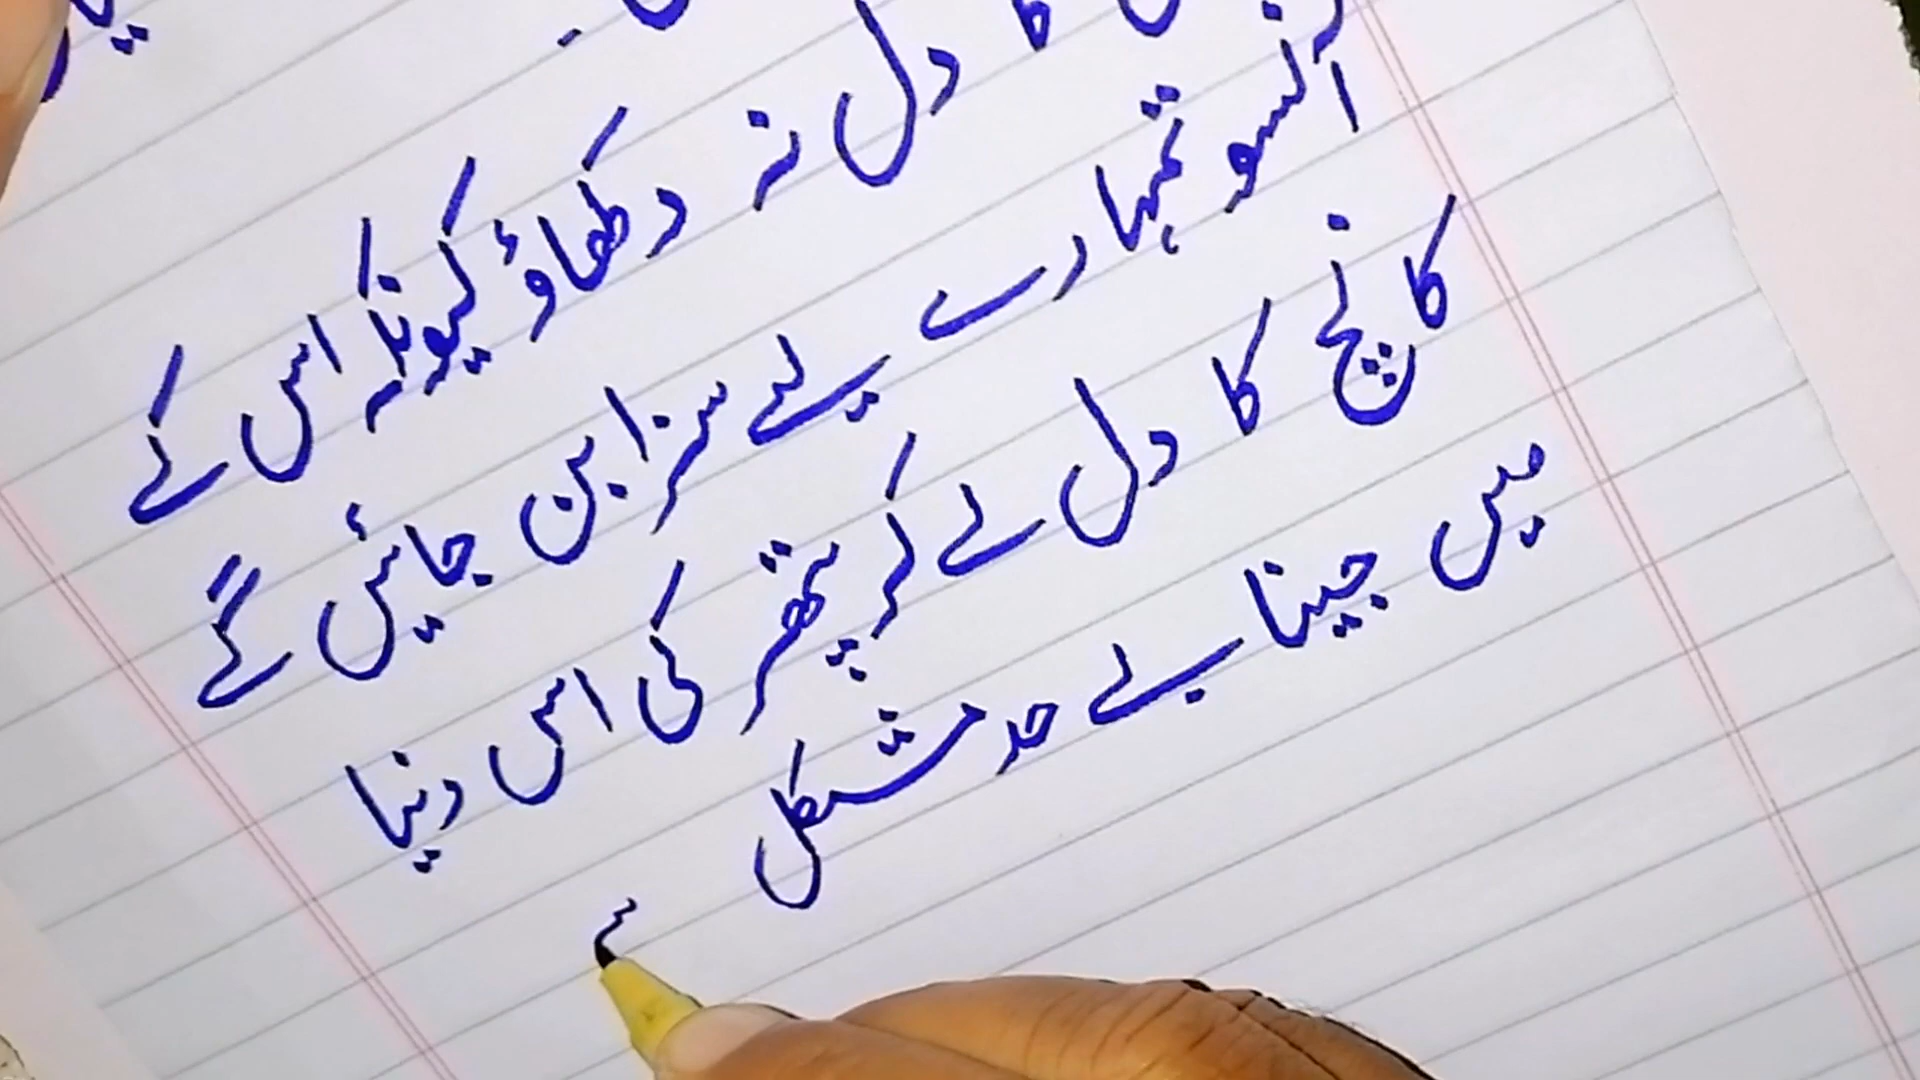 کا دل نہ دکھاؤ کیونکہ اس کے
آنسو تمہارے لیے سزا بن جائیں گے
کانچ کا دل لے کر پتھر کی اس دنیا
میں جینا بے حد مشکل